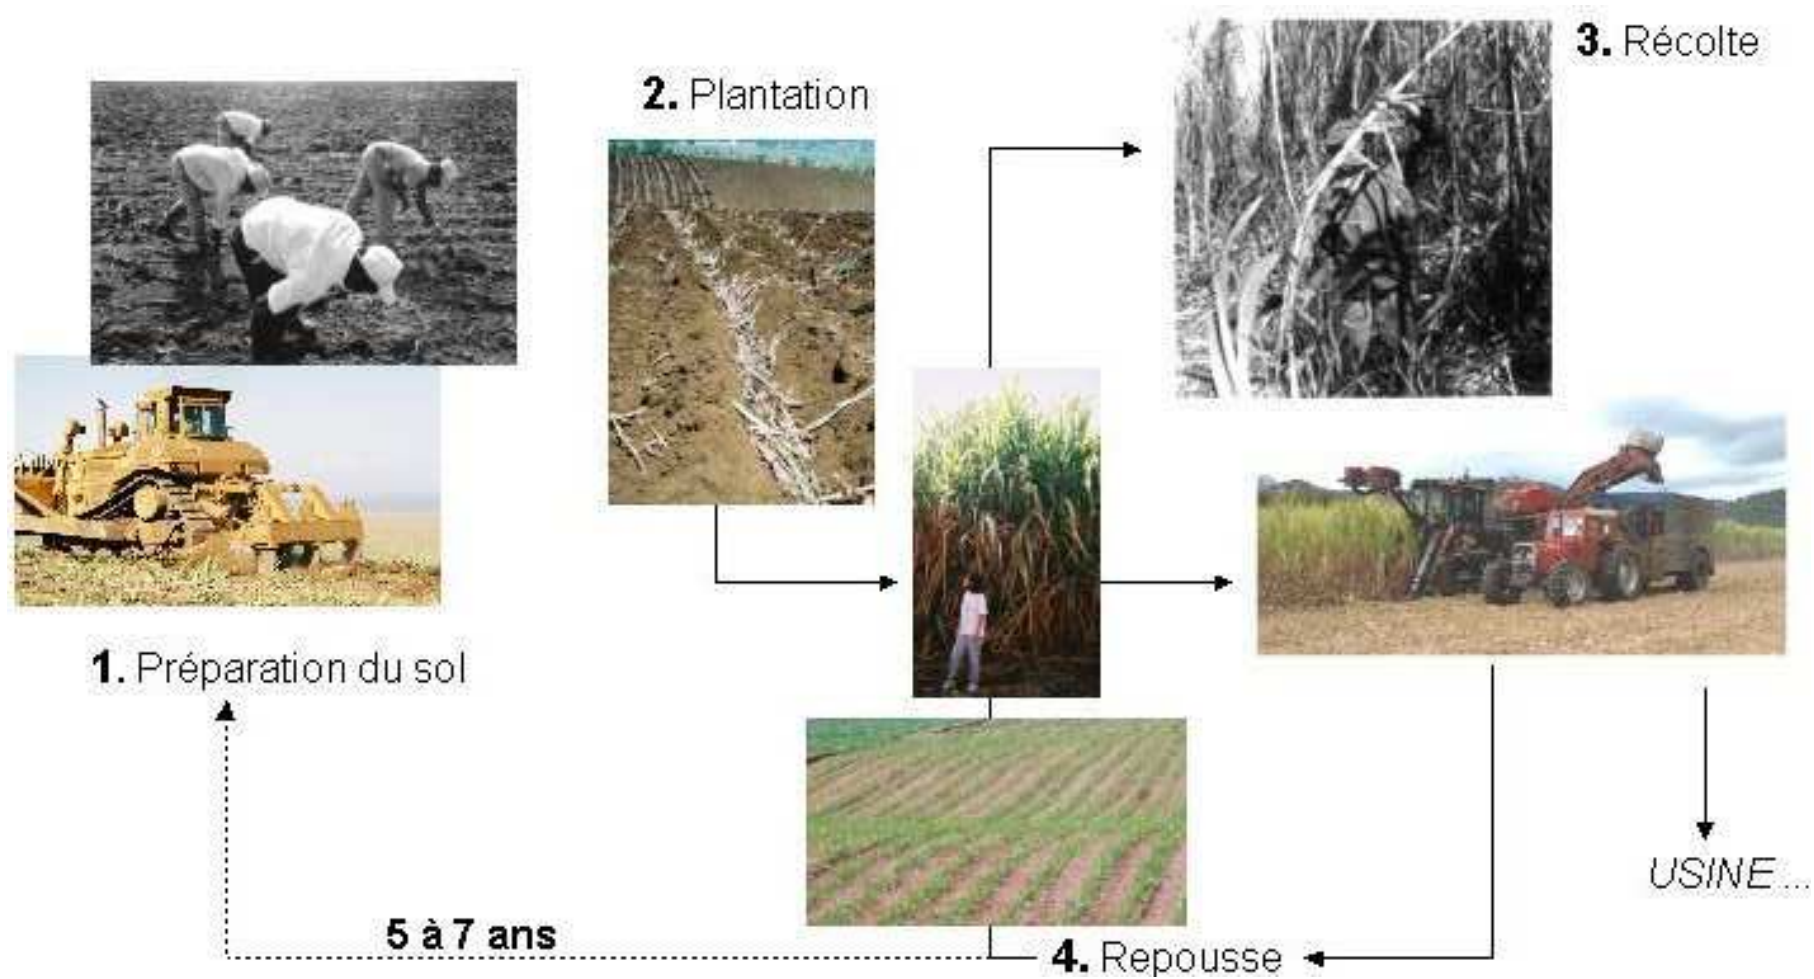 1. Préparation du sol
2. Plantation
3. Récolte
USINE ...
4. Repousse
5 à 7 ans